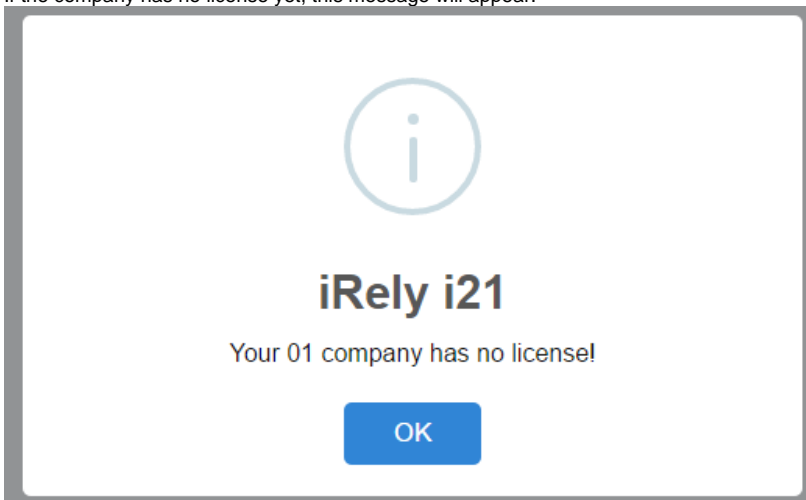 If the company has no license yet, this message will appear:
i
iRely i21
Your 01 company has no license!
OK